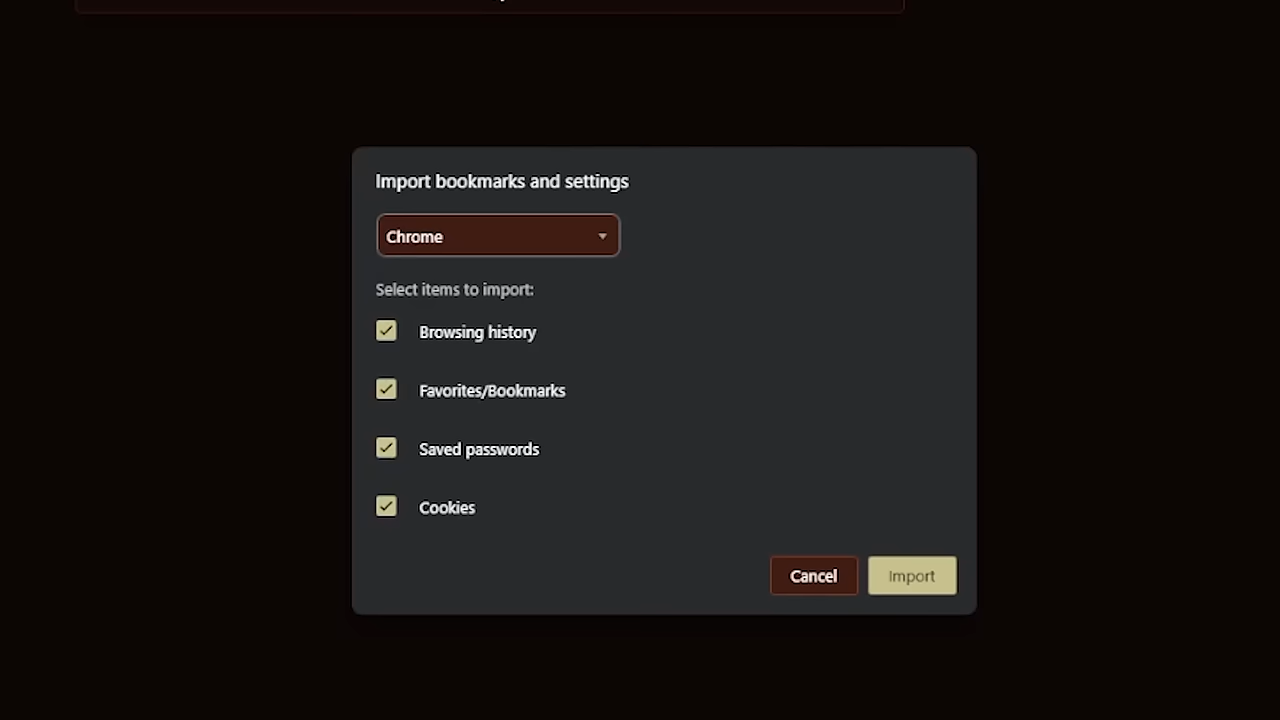 Import bookmarks and settings
Chrome
Select items to import:
Browsing history
Favorites/Bookmarks
Saved passwords
Cookies
Cancel
Import